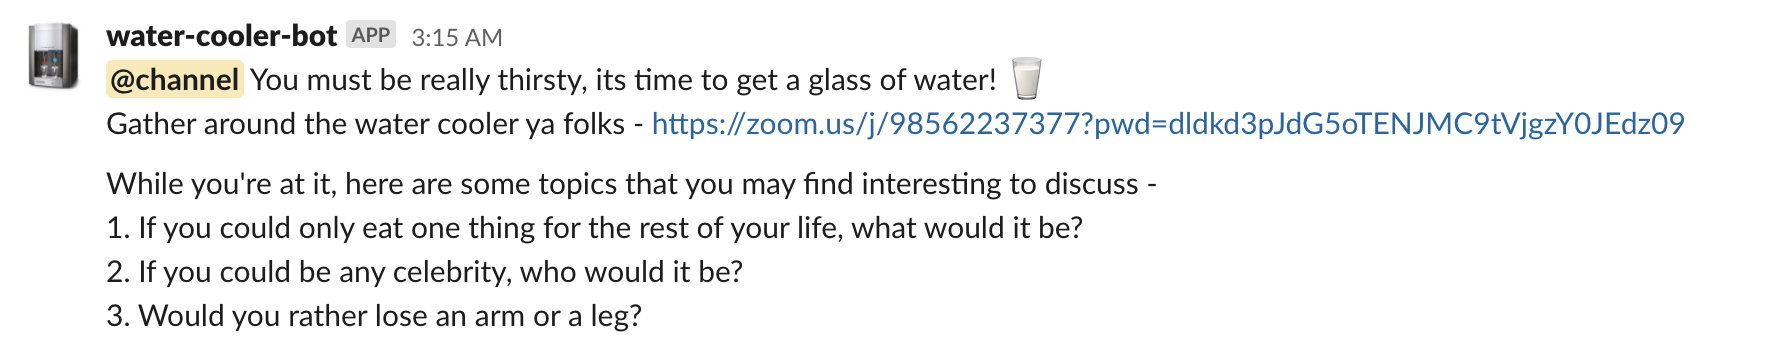 water-cooler-bot APP 3:15 AM
@channel You must be really thirsty, its time to get a glass of water! 🥛
Gather around the water cooler ya folks - https://zoom.us/j/98562237377?pwd=dldkd3pJdG5oTENJMC9tVjgzY0JEdz09
While you're at it, here are some topics that you may find interesting to discuss -
1. If you could only eat one thing for the rest of your life, what would it be?
2. If you could be any celebrity, who would it be?
3. Would you rather lose an arm or a leg?